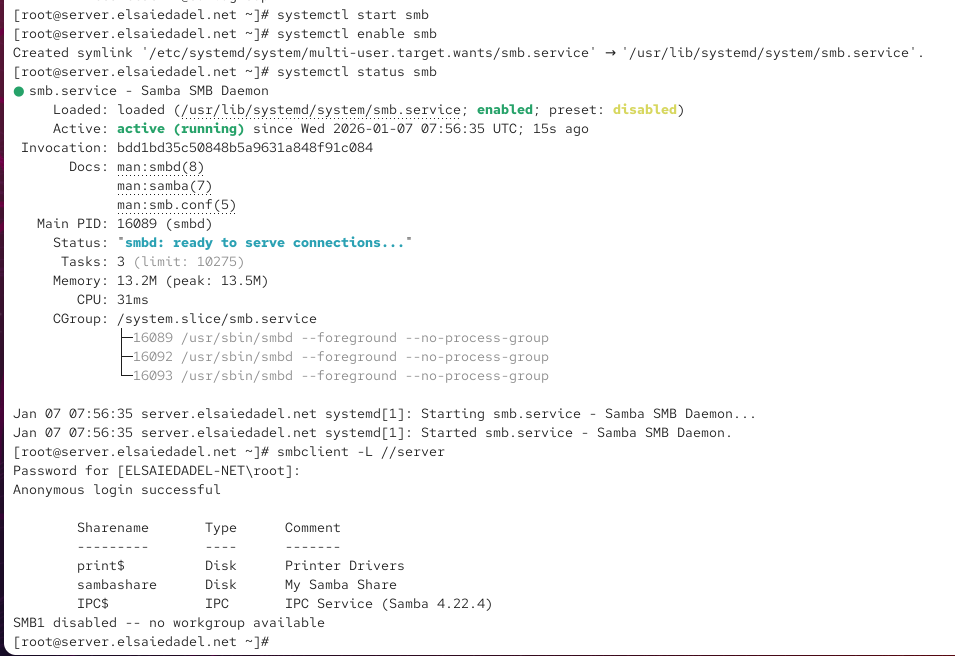 [root@server.elsaiedadel.net ~]# systemctl start smb
[root@server.elsaiedadel.net ~]# systemctl enable smb
Created symlink '/etc/systemd/system/multi-user.target.wants/smb.service' → '/usr/lib/systemd/system/smb.service'.
[root@server.elsaiedadel.net ~]# systemctl status smb
● smb.service - Samba SMB Daemon
     Loaded: loaded (/usr/lib/systemd/system/smb.service; enabled; preset: disabled)
     Active: active (running) since Wed 2026-01-07 07:56:35 UTC; 15s ago
 Invocation: bdd1bd35c50848b5a9631a848f91c084
       Docs: man:smbd(8)
             man:samba(7)
             man:smb.conf(5)
   Main PID: 16089 (smbd)
     Status: "smbd: ready to serve connections..."
      Tasks: 3 (limit: 10275)
     Memory: 13.2M (peak: 13.5M)
        CPU: 31ms
     CGroup: /system.slice/smb.service
             ├─16089 /usr/sbin/smbd --foreground --no-process-group
             ├─16092 /usr/sbin/smbd --foreground --no-process-group
             └─16093 /usr/sbin/smbd --foreground --no-process-group
Jan 07 07:56:35 server.elsaiedadel.net systemd[1]: Starting smb.service - Samba SMB Daemon...
Jan 07 07:56:35 server.elsaiedadel.net systemd[1]: Started smb.service - Samba SMB Daemon.
[root@server.elsaiedadel.net ~]# smbclient -L //server
Password for [ELSAIEDADEL-NET\root]:
Anonymous login successful
        Sharename       Type      Comment
        ---------       ----      -------
        print$          Disk      Printer Drivers
        sambashare      Disk      My Samba Share
        IPC$            IPC       IPC Service (Samba 4.22.4)
SMB1 disabled -- no workgroup available
[root@server.elsaiedadel.net ~]#